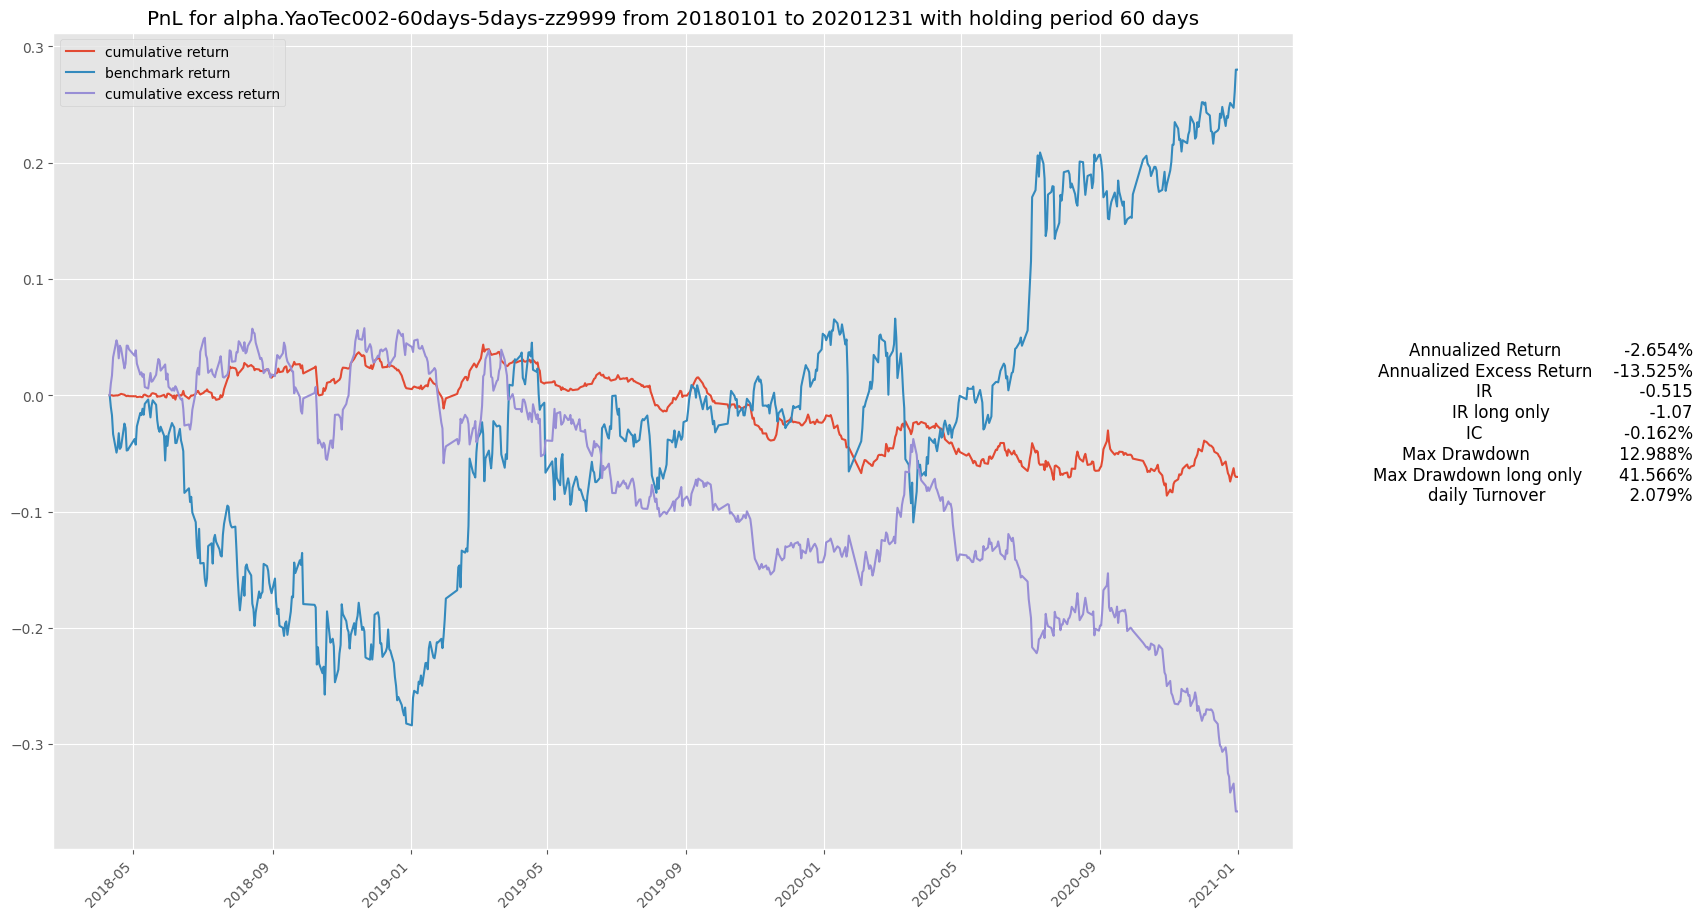 PnL for alpha.YaoTec002-60days-5days-zz9999 from 20180101 to 20201231 with holding period 60 days
cumulative return
benchmark return
cumulative excess return
0.3
0.2
0.1
0.0
−0.1
−0.2
−0.3
2018-05
2018-09
2019-01
2019-05
2019-09
2020-01
2020-05
2020-09
2021-01
Annualized Return -2.654%
Annualized Excess Return -13.525%
IR -0.515
IR long only -1.07
IC -0.162%
Max Drawdown 12.988%
Max Drawdown long only 41.566%
daily Turnover 2.079%